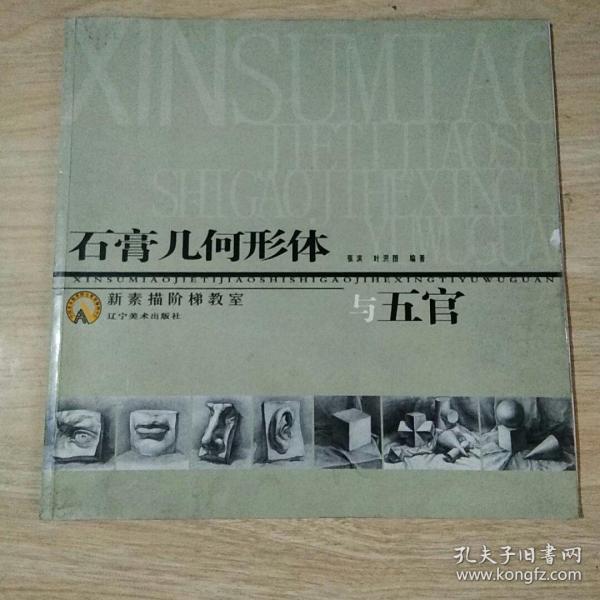 XINSUMIAO
JIETIJIAOSHI
SHIGAOJIHEXINGTI
YUWUGUAN
石膏几何形体
张滨 叶洪图 编著
XINSUMIAOJIETIJIAOSHISHIGAOJIHEXINGTIYUWUGUAN
新素描阶梯教室
辽宁美术出版社
与五官
孔夫子旧书网
www.kongfz.com